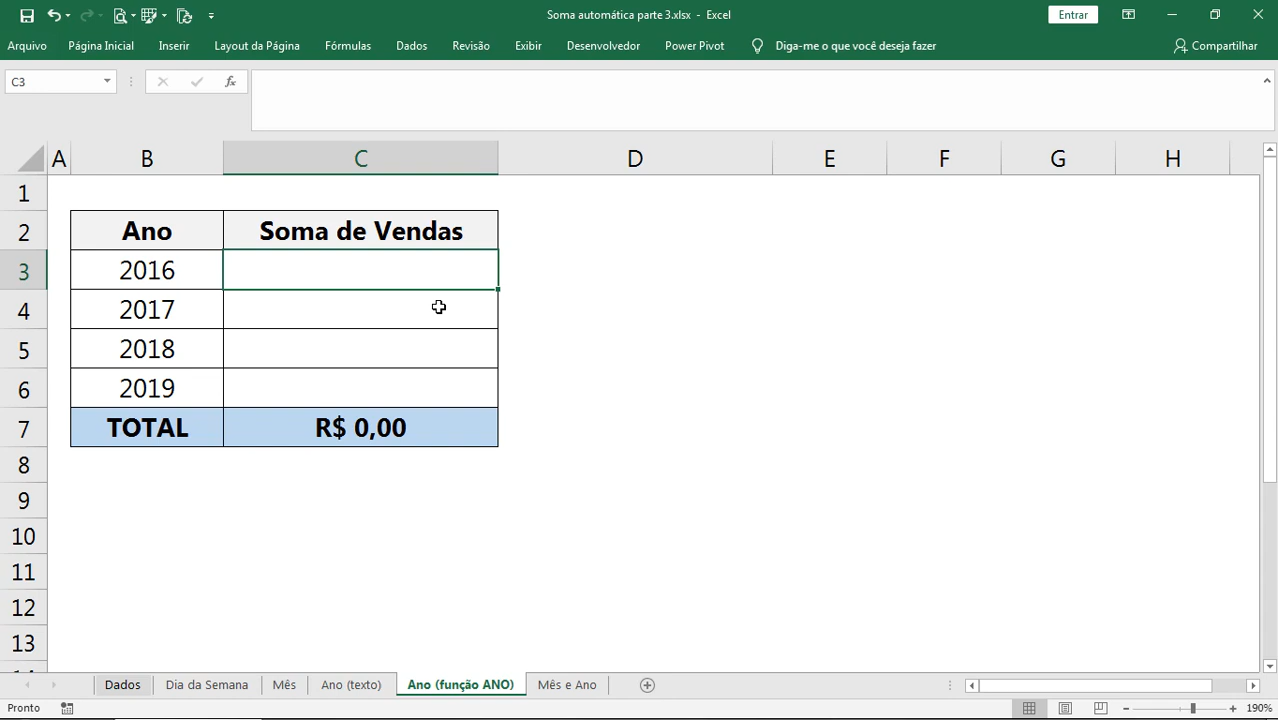 Soma automática parte 3.xlsx - Excel
Entrar
Arquivo Página Inicial Inserir Layout da Página Fórmulas Dados Revisão Exibir Desenvolvedor Power Pivot Diga-me o que você deseja fazer Compartilhar
C3 fx
A B C D E F G H
1
2 Ano Soma de Vendas
3 2016
4 2017
5 2018
6 2019
7 TOTAL R$ 0,00
8
9
10
11
12
13
Dados Dia da Semana Mês Ano (texto) Ano (função ANO) Mês e Ano
Pronto 190%